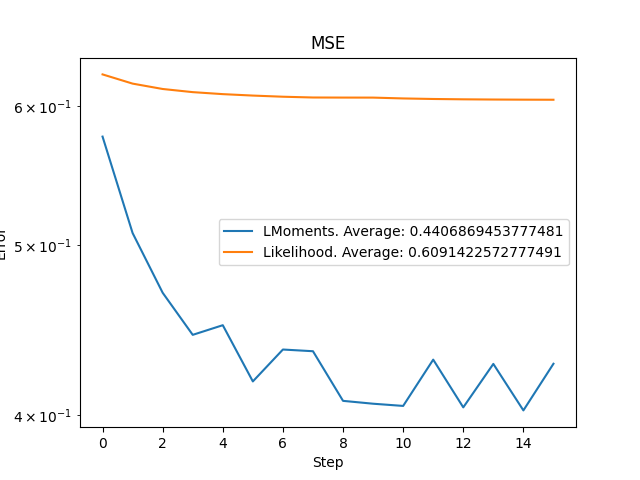 MSE
6 × 10⁻¹
5 × 10⁻¹
4 × 10⁻¹
Error
LMoments. Average: 0.4406869453777481
Likelihood. Average: 0.6091422572777491
0 2 4 6 8 10 12 14
Step